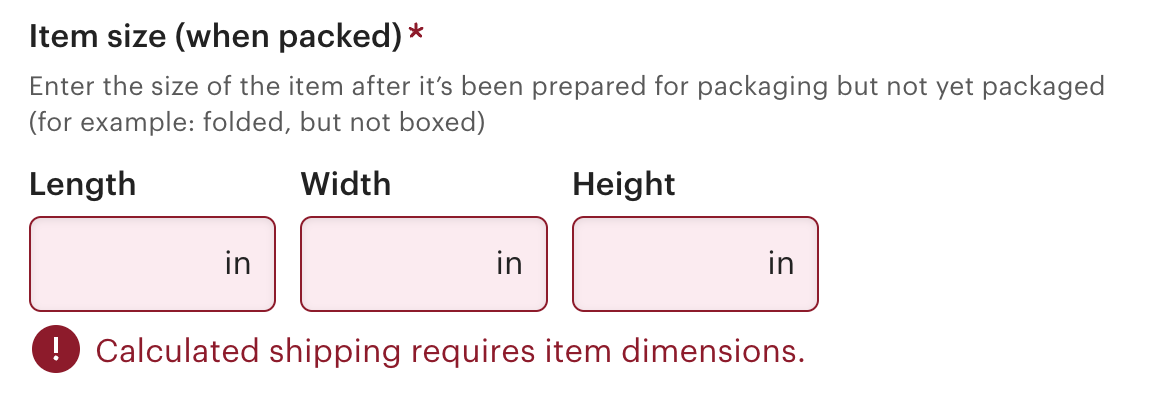 Item size (when packed) *
Enter the size of the item after it’s been prepared for packaging but not yet packaged
(for example: folded, but not boxed)
Length Width Height
in in in
! Calculated shipping requires item dimensions.